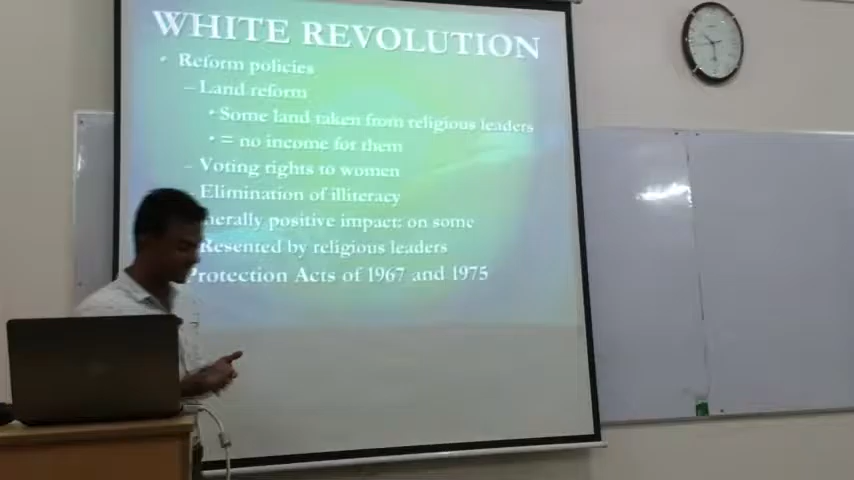 WHITE REVOLUTION
• Reform policies
– Land reform
• Some land taken from religious leaders
• = no income for them
– Voting rights to women
– Elimination of illiteracy
positive impact: on some
Resented by religious leaders
Protection Acts of 1967 and 1975